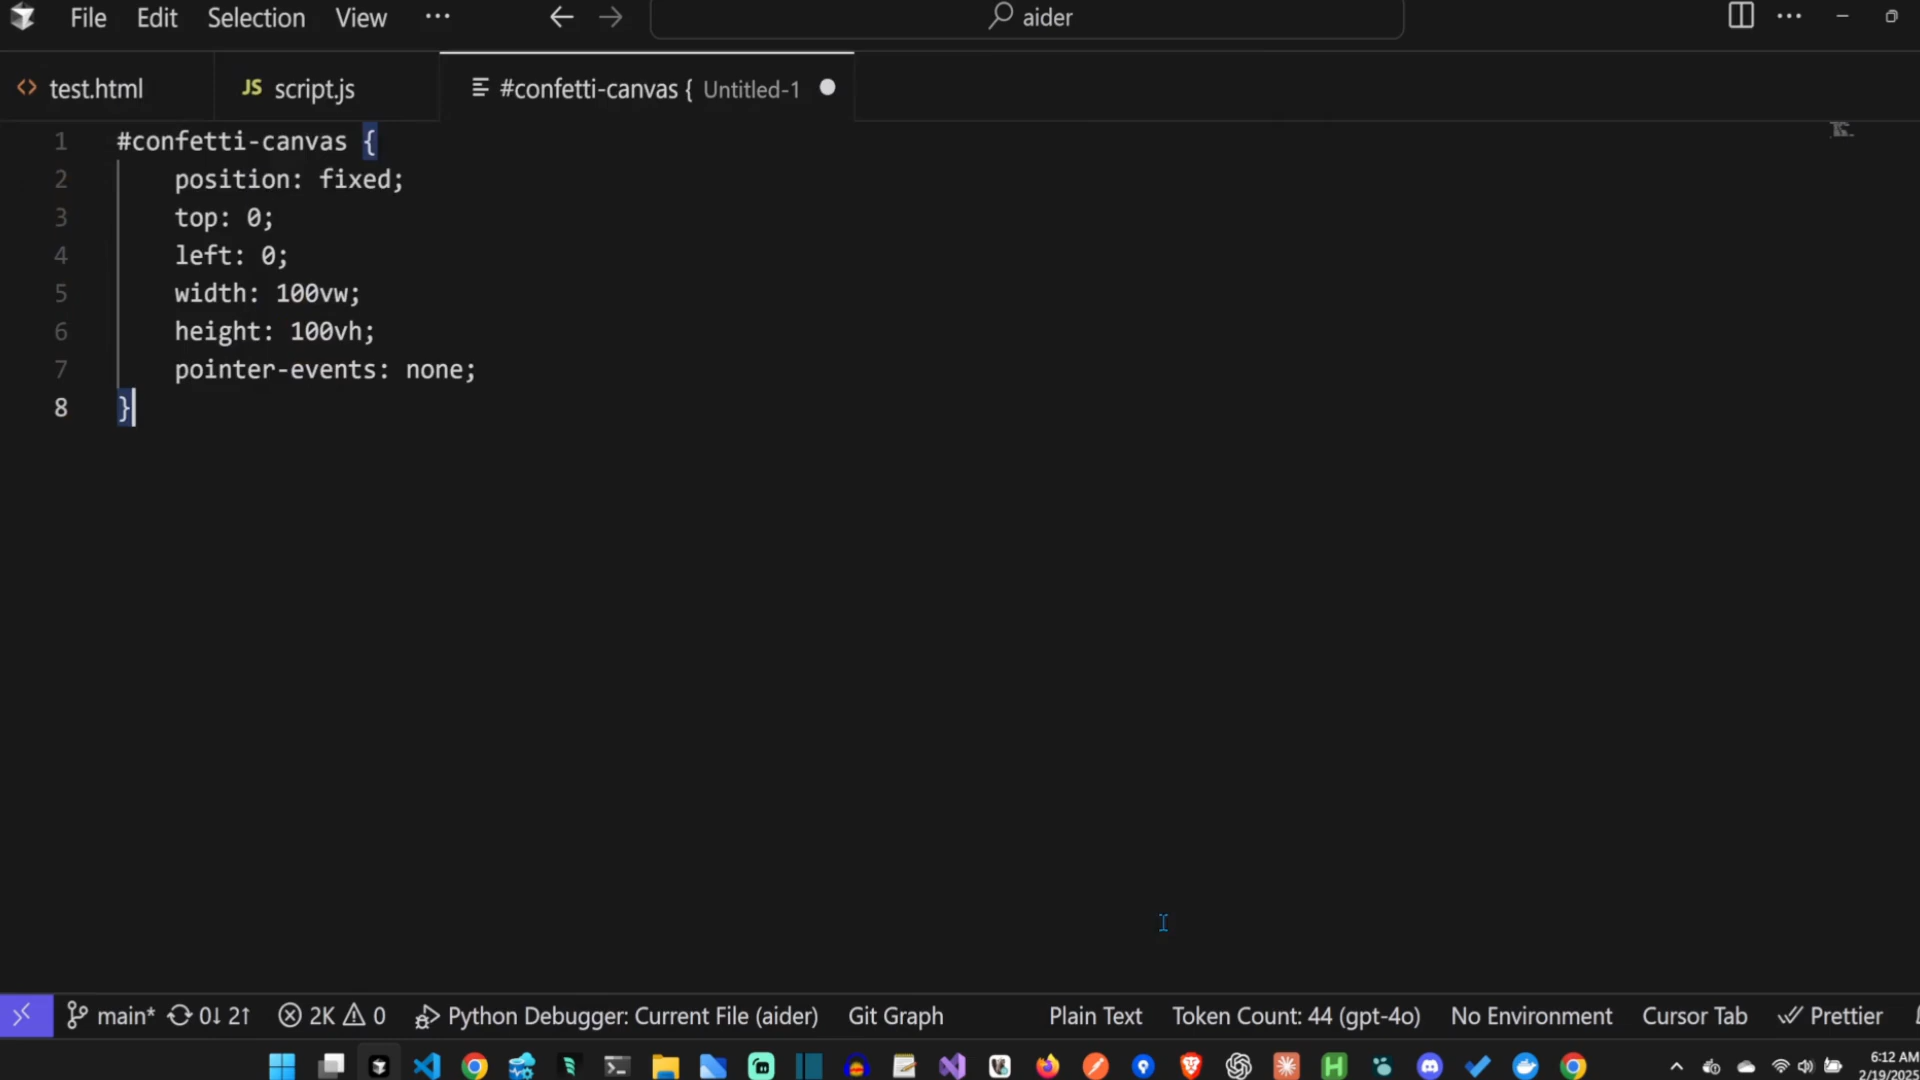 File Edit Selection View ··· aider
test.html JS script.js #confetti-canvas { Untitled-1
1 #confetti-canvas {
2 position: fixed;
3 top: 0;
4 left: 0;
5 width: 100vw;
6 height: 100vh;
7 pointer-events: none;
8 }
main* 0↓ 2↑ 2K 0 Python Debugger: Current File (aider) Git Graph Plain Text Token Count: 44 (gpt-4o) No Environment Cursor Tab Prettier
6:12 AM
2/19/2025